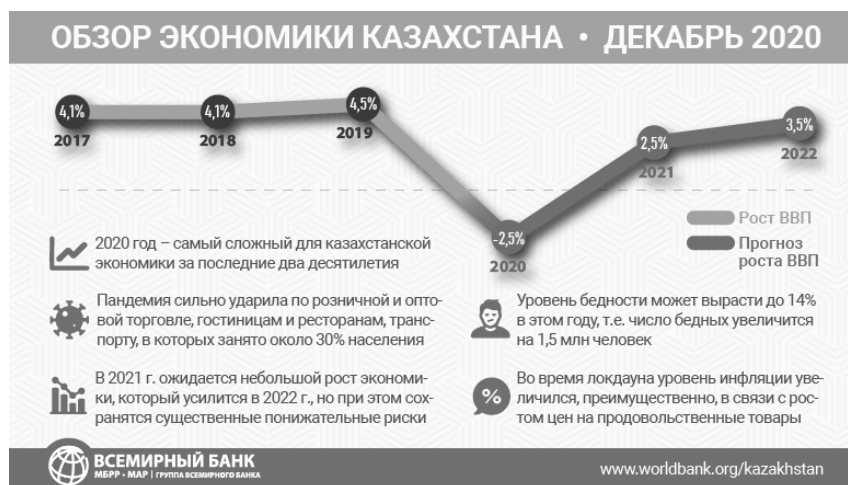 ОБЗОР ЭКОНОМИКИ КАЗАХСТАНА • ДЕКАБРЬ 2020
4,1%
2017
4,1%
2018
4,5%
2019
-2,5%
2020
2,5%
2021
3,5%
2022
Рост ВВП
Прогноз
роста ВВП
2020 год – самый сложный для казахстанской
экономики за последние два десятилетия
Пандемия сильно ударила по розничной и опто-
вой торговле, гостиницам и ресторанам, транс-
порту, в которых занято около 30% населения
В 2021 г. ожидается небольшой рост экономи-
ки, который усилится в 2022 г., но при этом сох-
ранятся существенные понижательные риски
Уровень бедности может вырасти до 14%
в этом году, т.е. число бедных увеличится
на 1,5 млн человек
%
Во время локдауна уровень инфляции уве-
личился, преимущественно, в связи с рос-
том цен на продовольственные товары
ВСЕМИРНЫЙ БАНК
МБРР • МАР | ГРУППА ВСЕМИРНОГО БАНКА
www.worldbank.org/kazakhstan